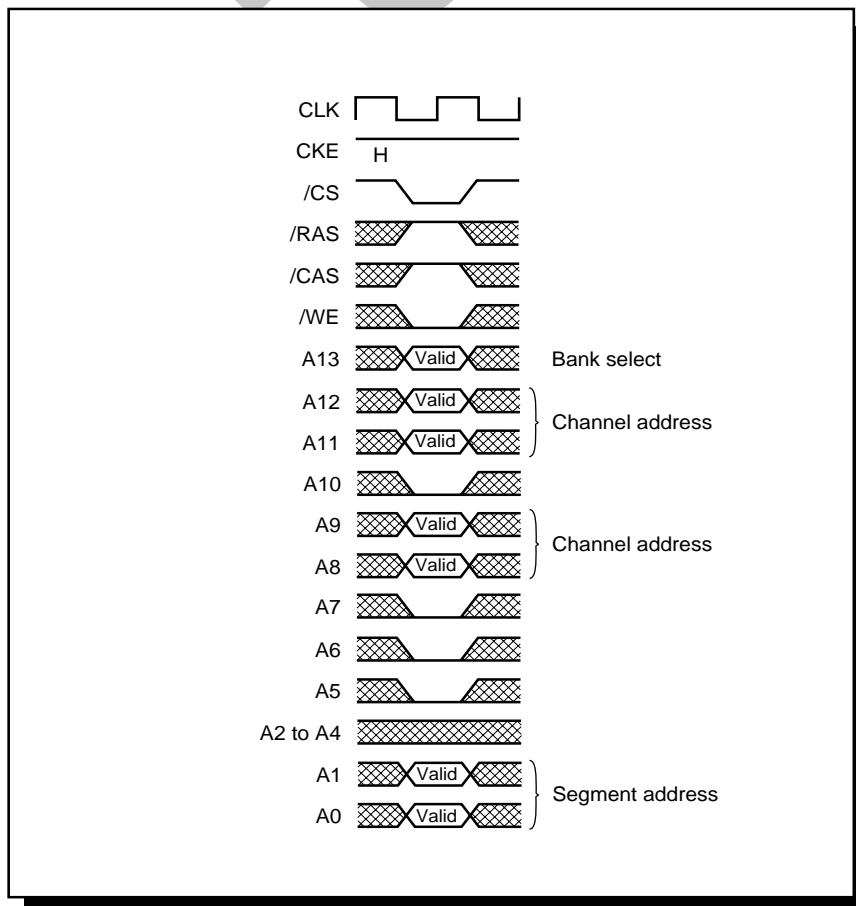 CLK
CKE H
/CS
/RAS
/CAS
/WE
A13 Valid Bank select
A12 Valid
Channel address
A11 Valid
A10
A9 Valid
Channel address
A8 Valid
A7
A6
A5
A2 to A4
A1 Valid
Segment address
A0 Valid